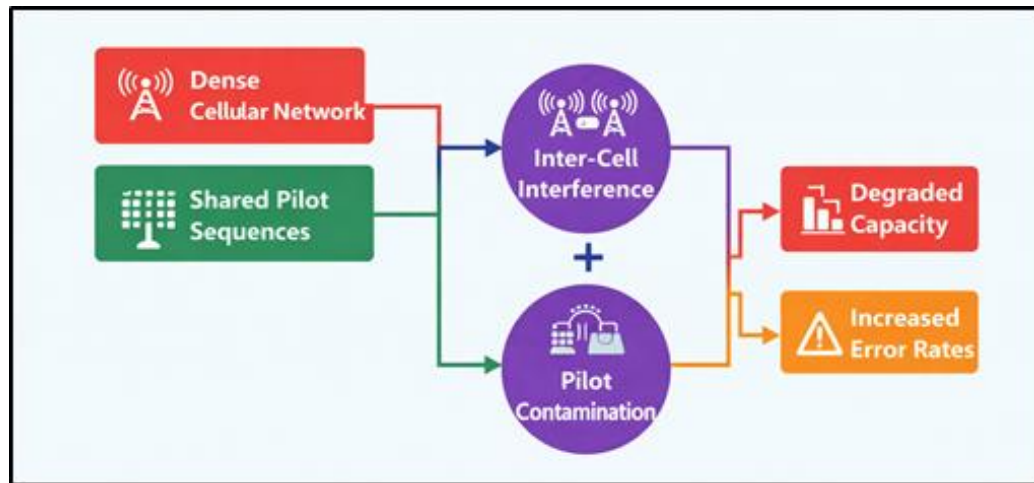 Dense
Cellular Network
Shared Pilot
Sequences
Inter-Cell
Interference
+
Pilot
Contamination
Degraded
Capacity
Increased
Error Rates